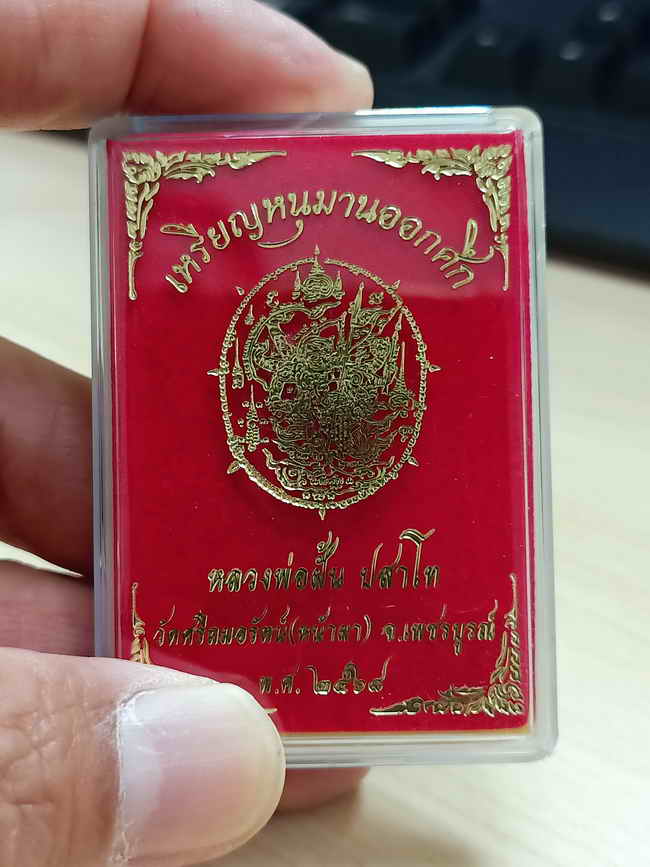 เหรียญหนุมานออกศึก
หลวงพ่อสั้น ปสาโท
วัดศรีถมอรัตน์(หน้าผา) จ.เพชรบูรณ์
พ.ศ. ๒๕๖๘